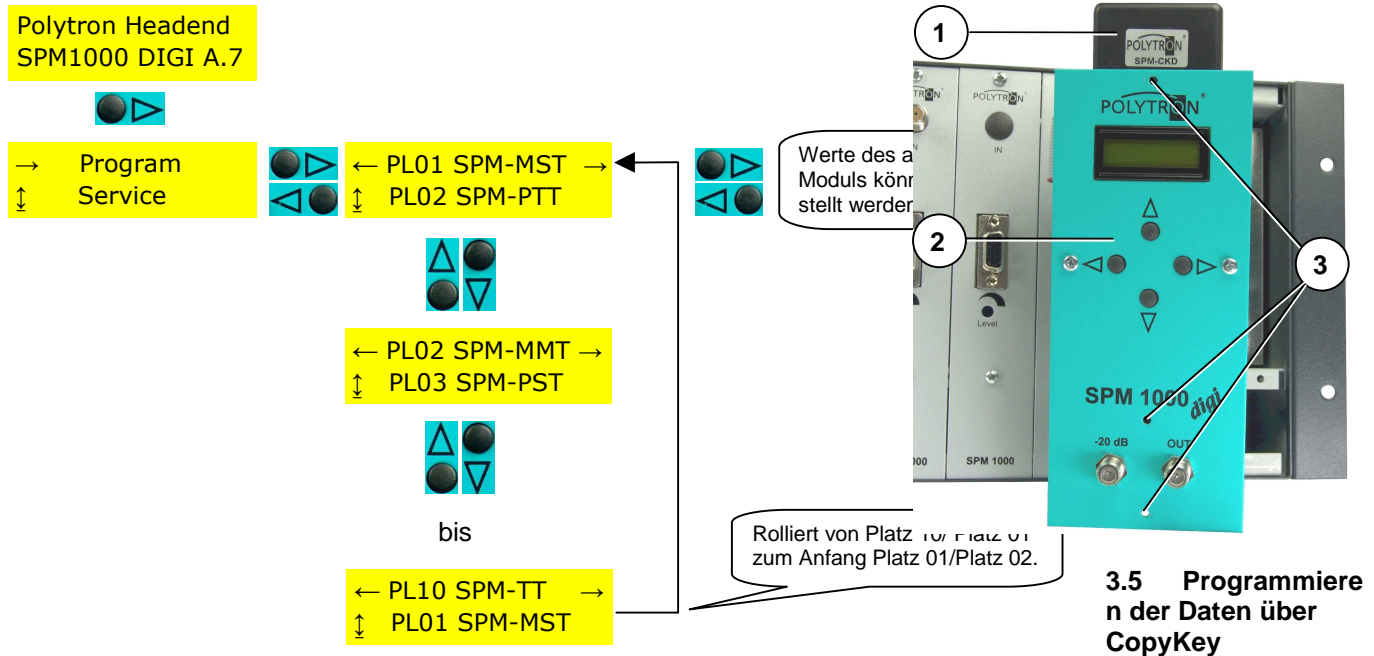 Polytron Headend
SPM1000 DIGI A.7
→ Program
↕ Service
← PL01 SPM-MST →
↕ PL02 SPM-PTT
← PL02 SPM-MMT →
↕ PL03 SPM-PST
bis
← PL10 SPM-TT →
↕ PL01 SPM-MST
Werte des a
Moduls könn
stellt werden
Rolliert von Platz 10/ Platz 01
zum Anfang Platz 01/Platz 02.
1
2
3
POLYTRON®
SPM-CKD
POLYTRON
IN
Level
SPM 1000
000
POLYTRON®
SPM 1000 digi
-20 dB
OUT
3.5 Programmiere
n der Daten über
CopyKey